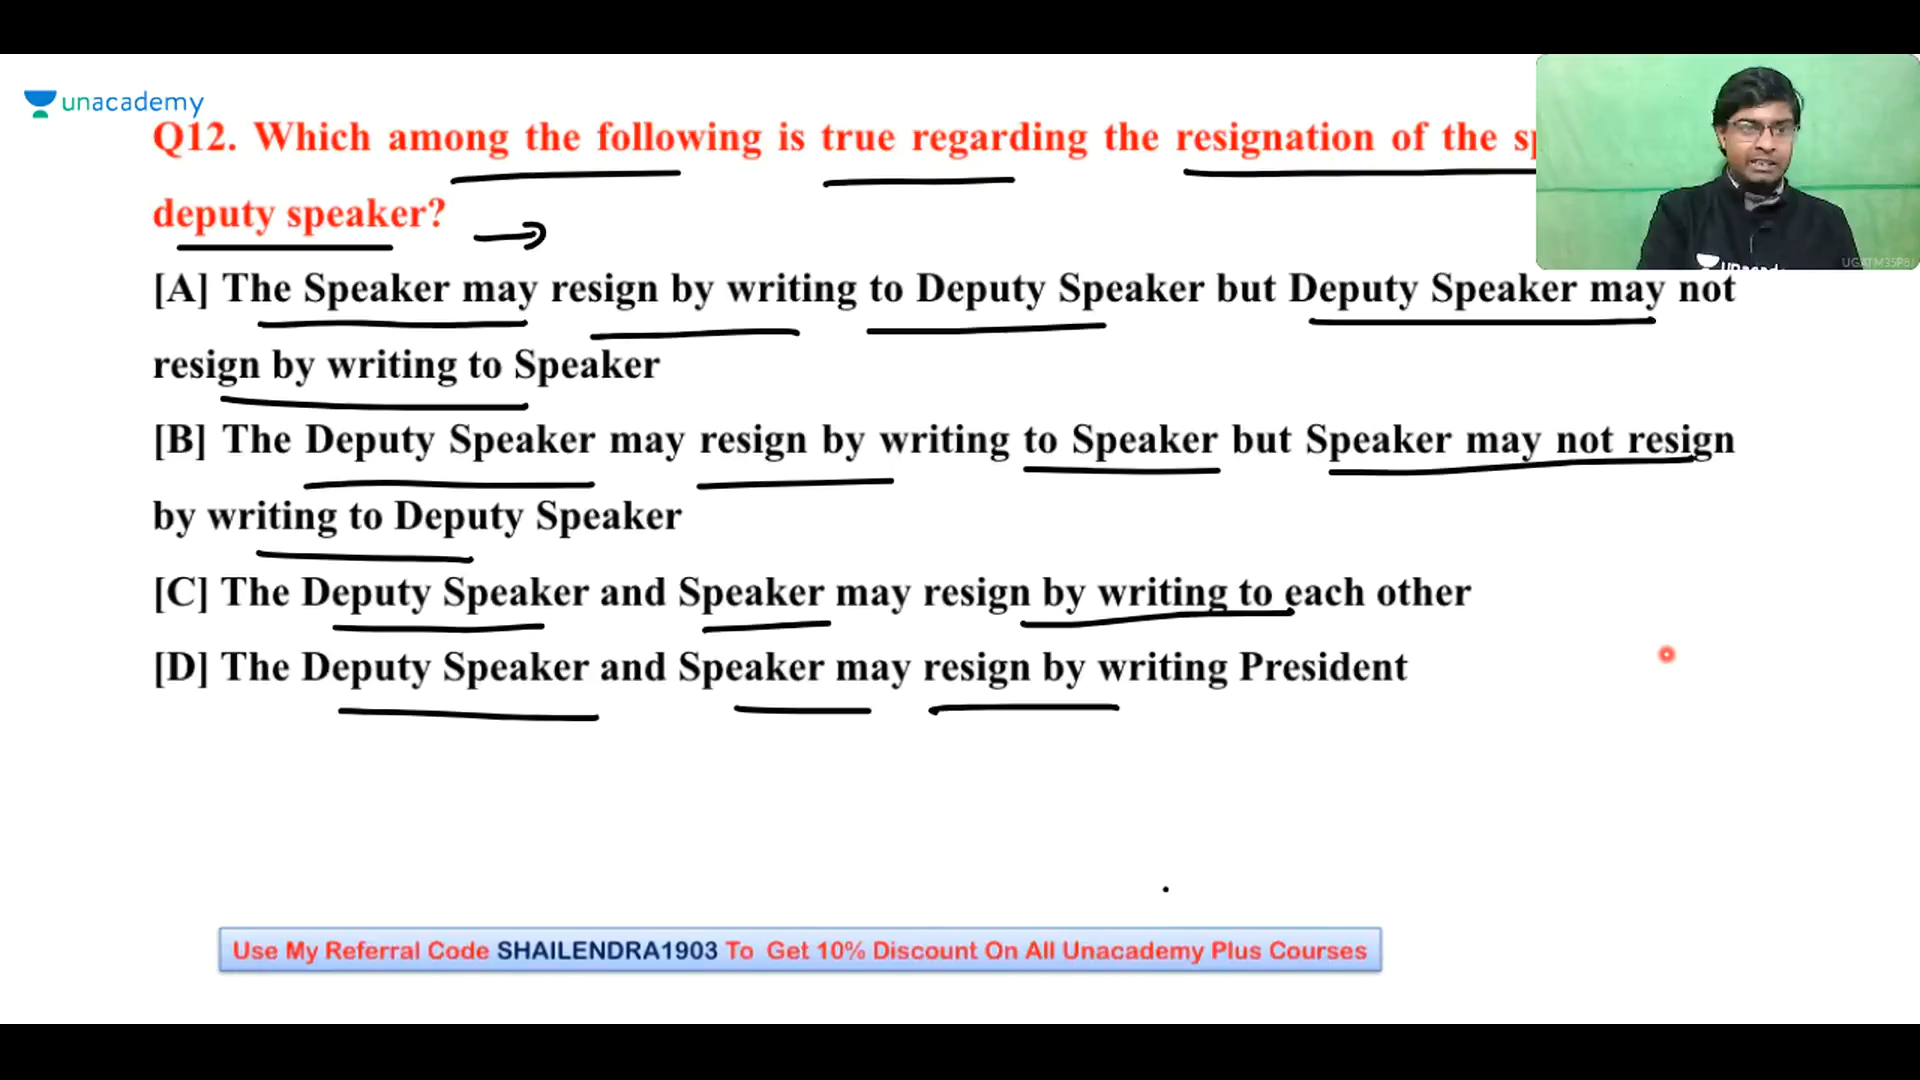 unacademy
Q12. Which among the following is true regarding the resignation of the
deputy speaker?
[A] The Speaker may resign by writing to Deputy Speaker but Deputy Speaker may not
resign by writing to Speaker
[B] The Deputy Speaker may resign by writing to Speaker but Speaker may not resign
by writing to Deputy Speaker
[C] The Deputy Speaker and Speaker may resign by writing to each other
[D] The Deputy Speaker and Speaker may resign by writing President
Use My Referral Code SHAILENDRA1903 To Get 10% Discount On All Unacademy Plus Courses